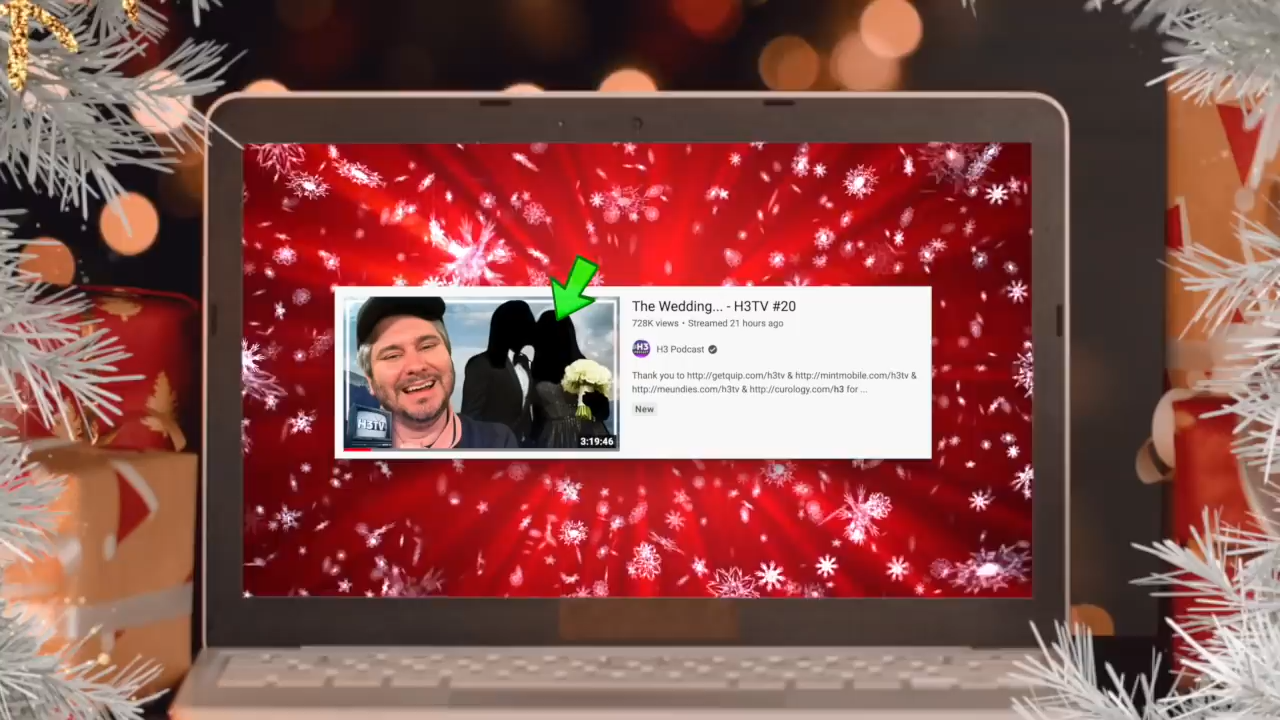 The Wedding... - H3TV #20
728K views • Streamed 21 hours ago
H3 Podcast
Thank you to http://getquip.com/h3tv & http://mintmobile.com/h3tv &
http://meundies.com/h3tv & http://curology.com/h3 for ...
New
H3TV
3:19:46